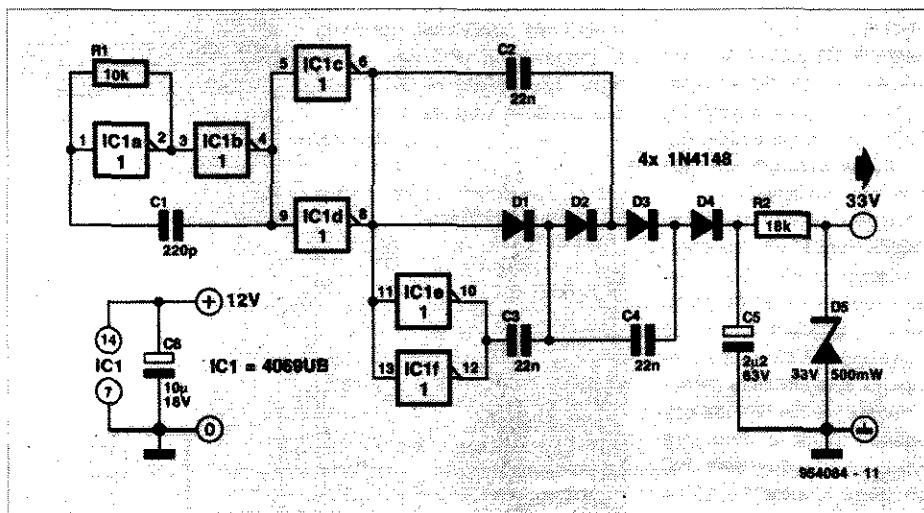 R1
10k
1
IC1a
1
2
3
IC1b
1
4
C1
220p
5
IC1c
1
6
9
IC1d
1
8
C2
22n
4x 1N4148
D1
D2
D3
D4
R2
18k
33V
11
IC1e
1
10
13
IC1f
1
12
C3
22n
C4
22n
C5
2µ2
63V
D5
33V
500mW
14
IC1
7
C6
10µ
16V
+
12V
0
IC1 = 4069UB
954084 - 11